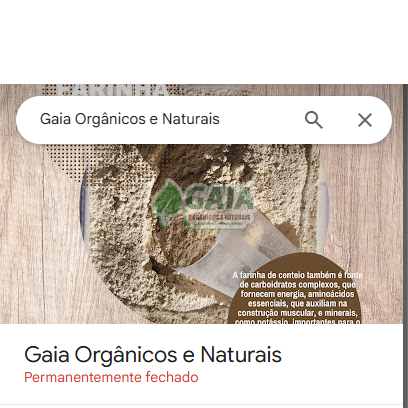 FARINHA
Gaia Orgânicos e Naturais
GAIA
ORGÂNICOS & NATURAIS
A farinha de centeio também é fonte
de carboidratos complexos, que
fornecem energia, aminoácidos
essenciais, que auxiliam na
construção muscular, e minerais,
como potássio, importantes para o
Gaia Orgânicos e Naturais
Permanentemente fechado